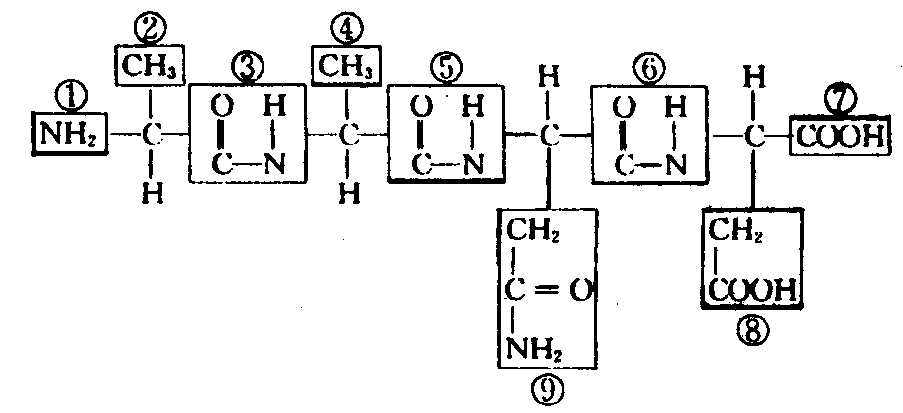 ② ④
① CH₃ ③ CH₃ ⑤ H ⑥ H ⑦
O H O H O H
NH₂ C C C C COOH
C N C N C N
H H
CH₂ CH₂
C = O COOH
NH₂ ⑧
⑨